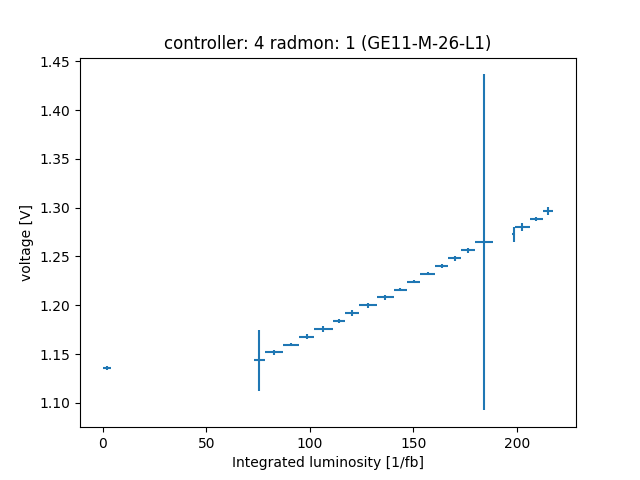 controller: 4 radmon: 1 (GE11-M-26-L1)
1.45
1.40
1.35
1.30
1.25
1.20
1.15
1.10
voltage [V]
0 50 100 150 200
Integrated luminosity [1/fb]